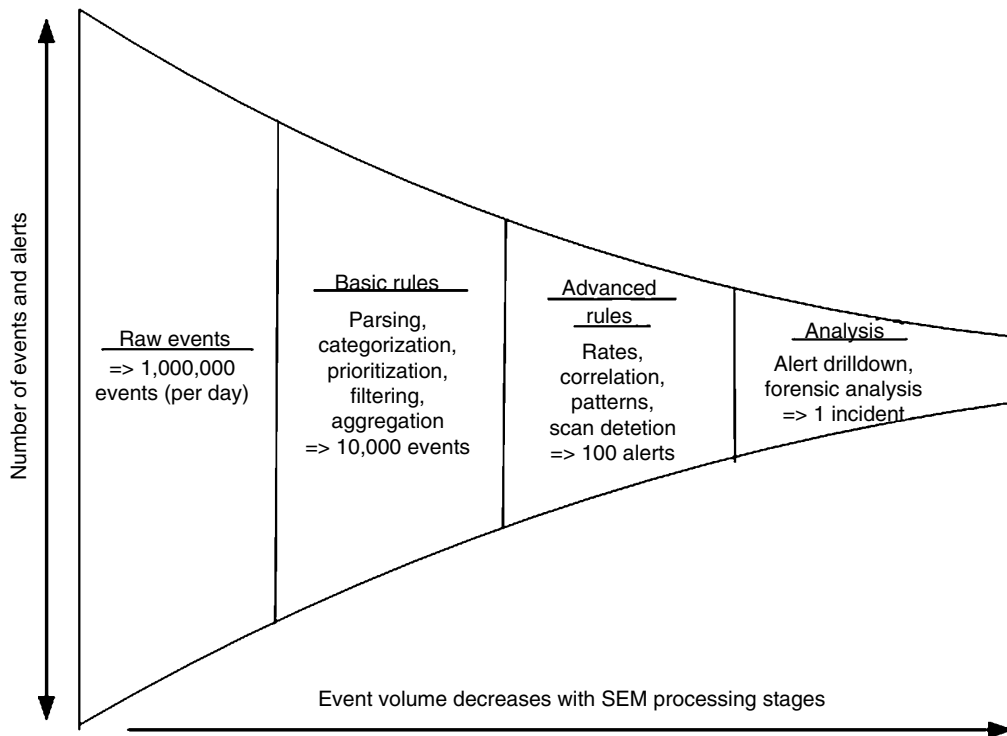 Number of events and alerts
Raw events
=> 1,000,000
events (per day)
Basic rules
Parsing,
categorization,
prioritization,
filtering,
aggregation
=> 10,000 events
Advanced
rules
Rates,
correlation,
patterns,
scan detetion
=> 100 alerts
Analysis
Alert drilldown,
forensic analysis
=> 1 incident
Event volume decreases with SEM processing stages